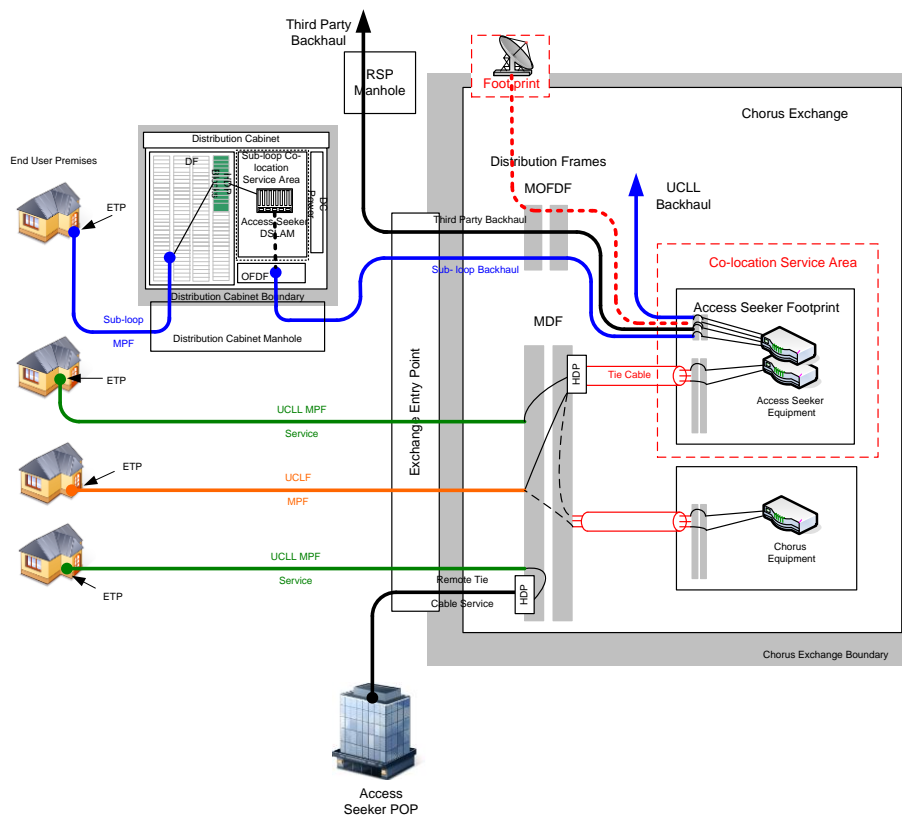 Third Party
Backhaul
RSP
Manhole
Footprint
Chorus Exchange
Distribution Cabinet
End User Premises
DF
Sub-loop Co-
location
Service Area
DC
Power
Access Seeker
DSLAM
OFDF
Distribution Cabinet Boundary
Distribution Cabinet Manhole
ETP
Sub-loop
MPF
Distribution Frames
MOFDF
UCLL
Backhaul
Third Party Backhaul
Sub- loop Backhaul
Co-location Service Area
Access Seeker Footprint
Access Seeker
Equipment
MDF
HDP
Tie Cable
ETP
UCLL MPF
Service
Exchange Entry Point
ETP
UCLF
MPF
Chorus
Equipment
UCLL MPF
Service
ETP
Remote Tie
Cable Service
HDP
Chorus Exchange Boundary
Access
Seeker POP